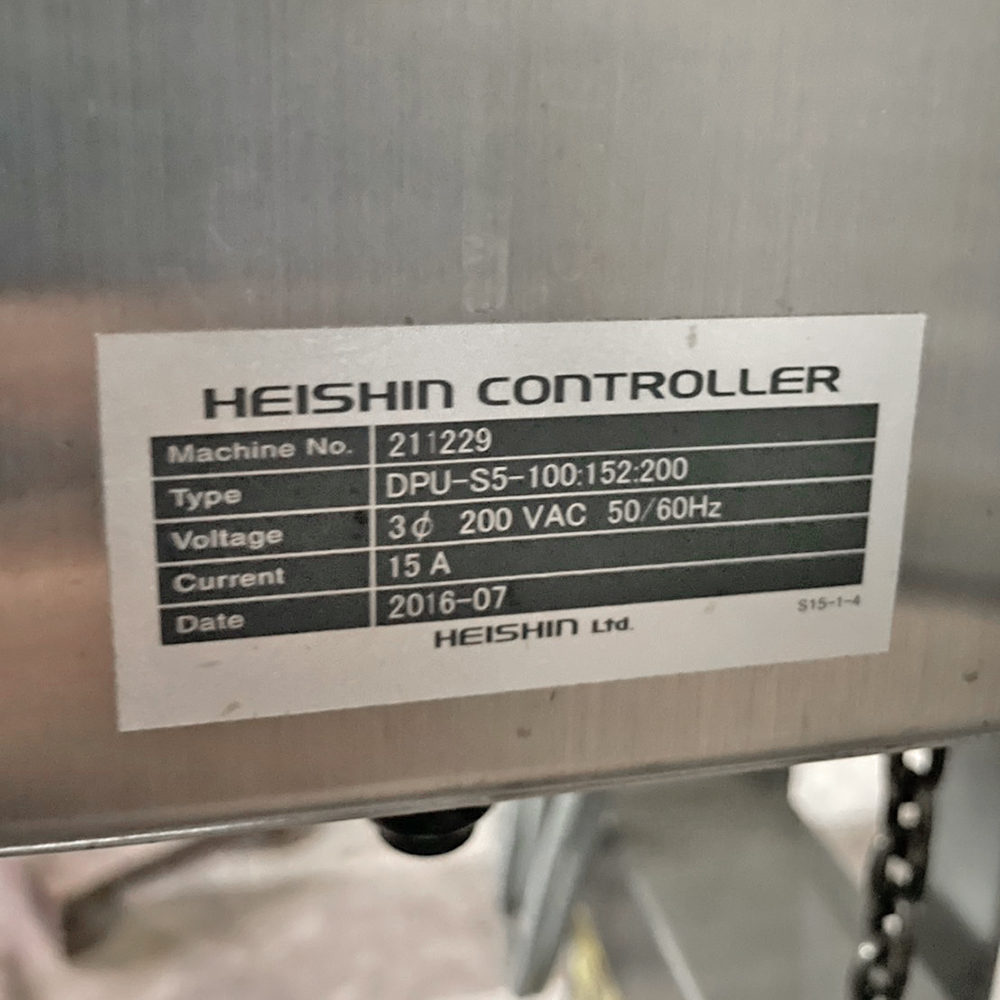 HEISHIN CONTROLLER
Machine No. 211229
Type DPU-S5-100:152:200
Voltage 3ϕ 200 VAC 50/60Hz
Current 15 A
Date 2016-07
S15-1-4
HEISHIN Ltd.